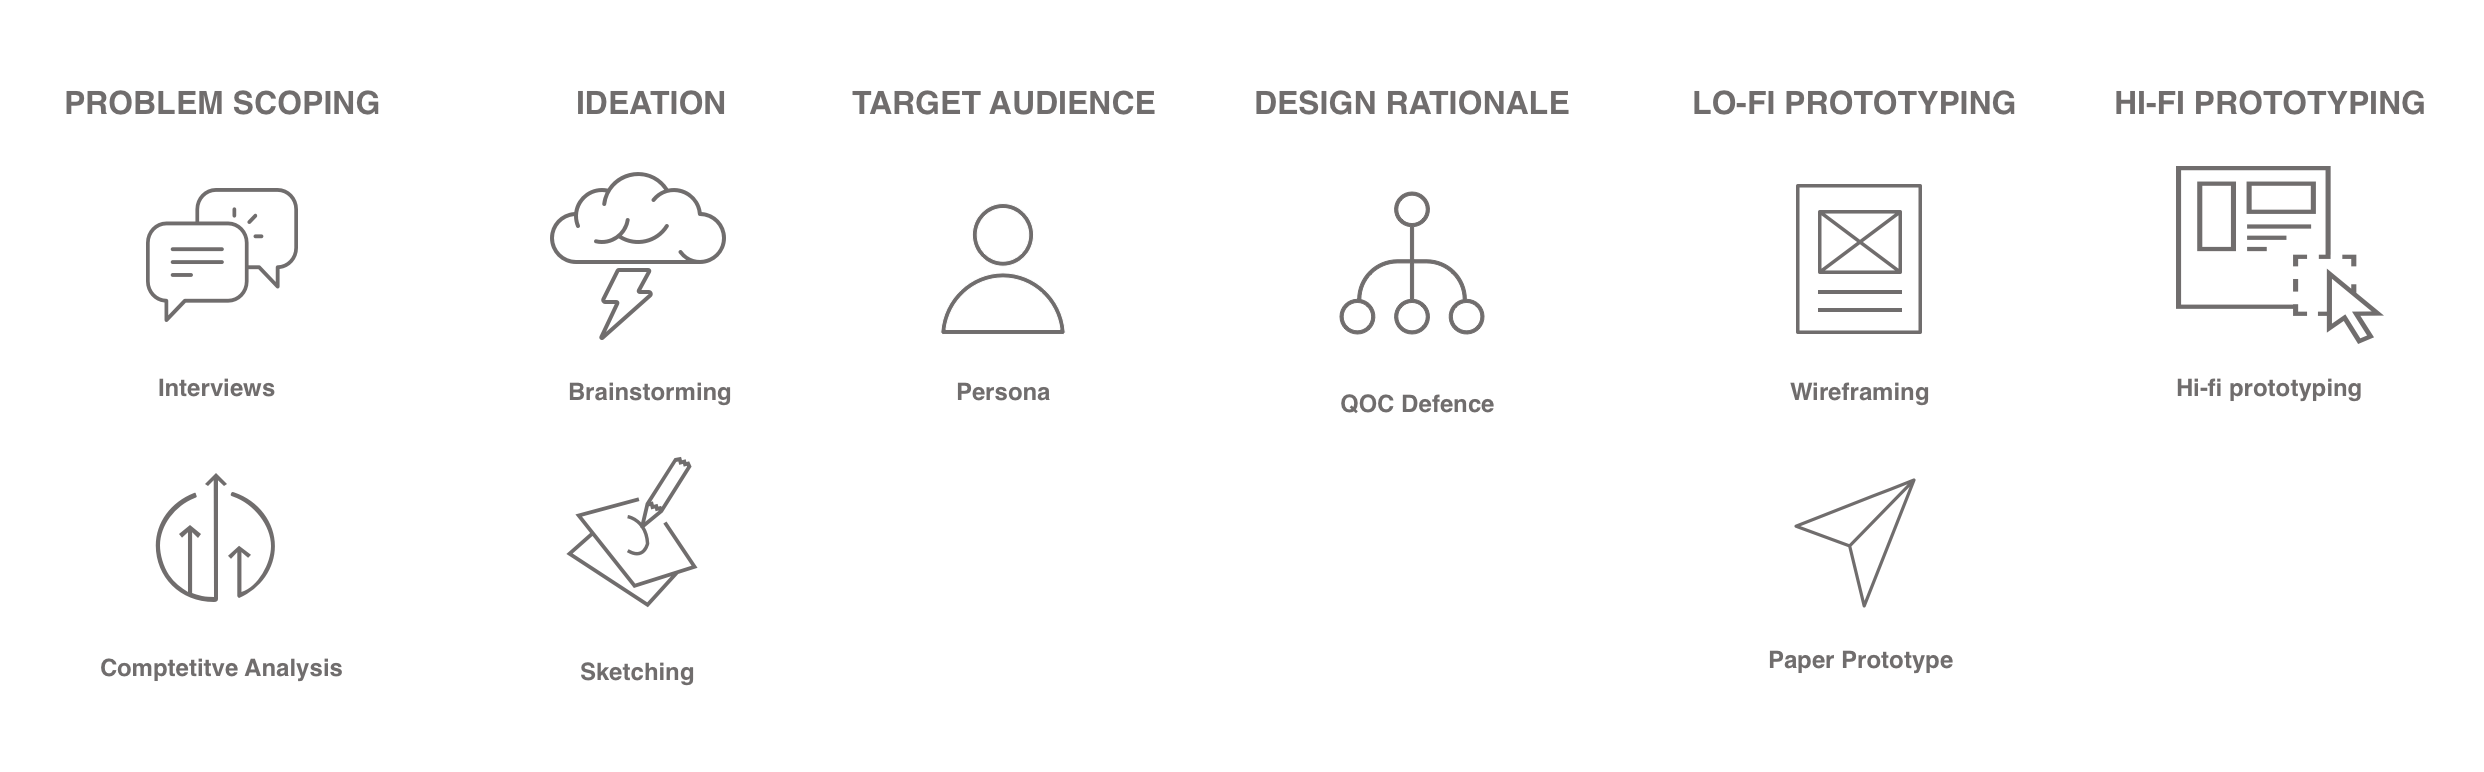 PROBLEM SCOPING
IDEATION
TARGET AUDIENCE
DESIGN RATIONALE
LO-FI PROTOTYPING
HI-FI PROTOTYPING
Interviews
Brainstorming
Persona
QOC Defence
Wireframing
Hi-fi prototyping
Comptetitve Analysis
Sketching
Paper Prototype